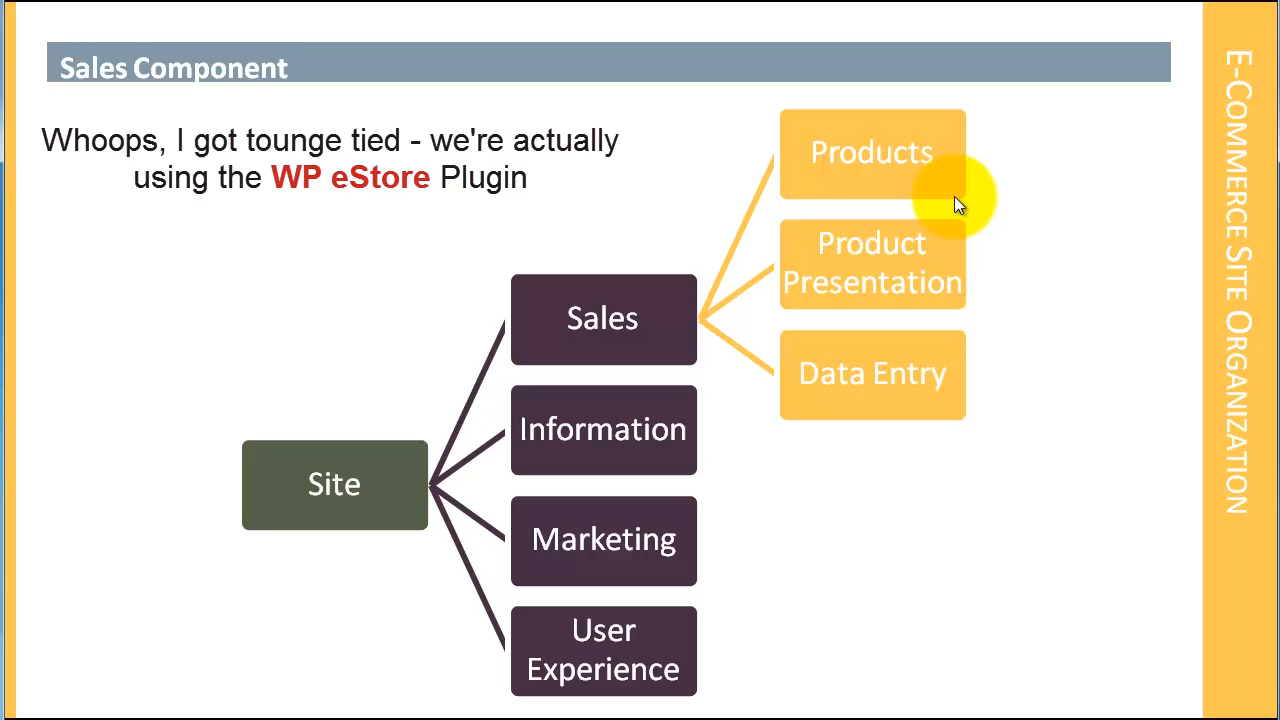 Sales Component
Whoops, I got tounge tied - we're actually
using the WP eStore Plugin
Products
Product
Presentation
Data Entry
Sales
Information
Marketing
User
Experience
Site
E-Commerce Site Organization